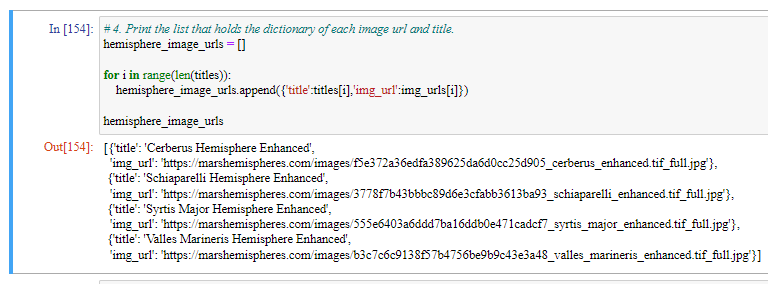 In [154]: # 4. Print the list that holds the dictionary of each image url and title.
hemisphere_image_urls = []
for i in range(len(titles)):
    hemisphere_image_urls.append({'title':titles[i],'img_url':img_urls[i]})
hemisphere_image_urls
Out[154]: [{'title': 'Cerberus Hemisphere Enhanced',
'img_url': 'https://marshemispheres.com/images/f5e372a36edfa389625da6d0cc25d905_cerberus_enhanced.tif_full.jpg'},
{'title': 'Schiaparelli Hemisphere Enhanced',
'img_url': 'https://marshemispheres.com/images/3778f7b43bbbc89d6e3cfabb3613ba93_schiaparelli_enhanced.tif_full.jpg'},
{'title': 'Syrtis Major Hemisphere Enhanced',
'img_url': 'https://marshemispheres.com/images/555e6403a6ddd7ba16ddb0e471cadcf7_syrtis_major_enhanced.tif_full.jpg'},
{'title': 'Valles Marineris Hemisphere Enhanced',
'img_url': 'https://marshemispheres.com/images/b3c7c6c9138f57b4756be9b9c43e3a48_valles_marineris_enhanced.tif_full.jpg'}]